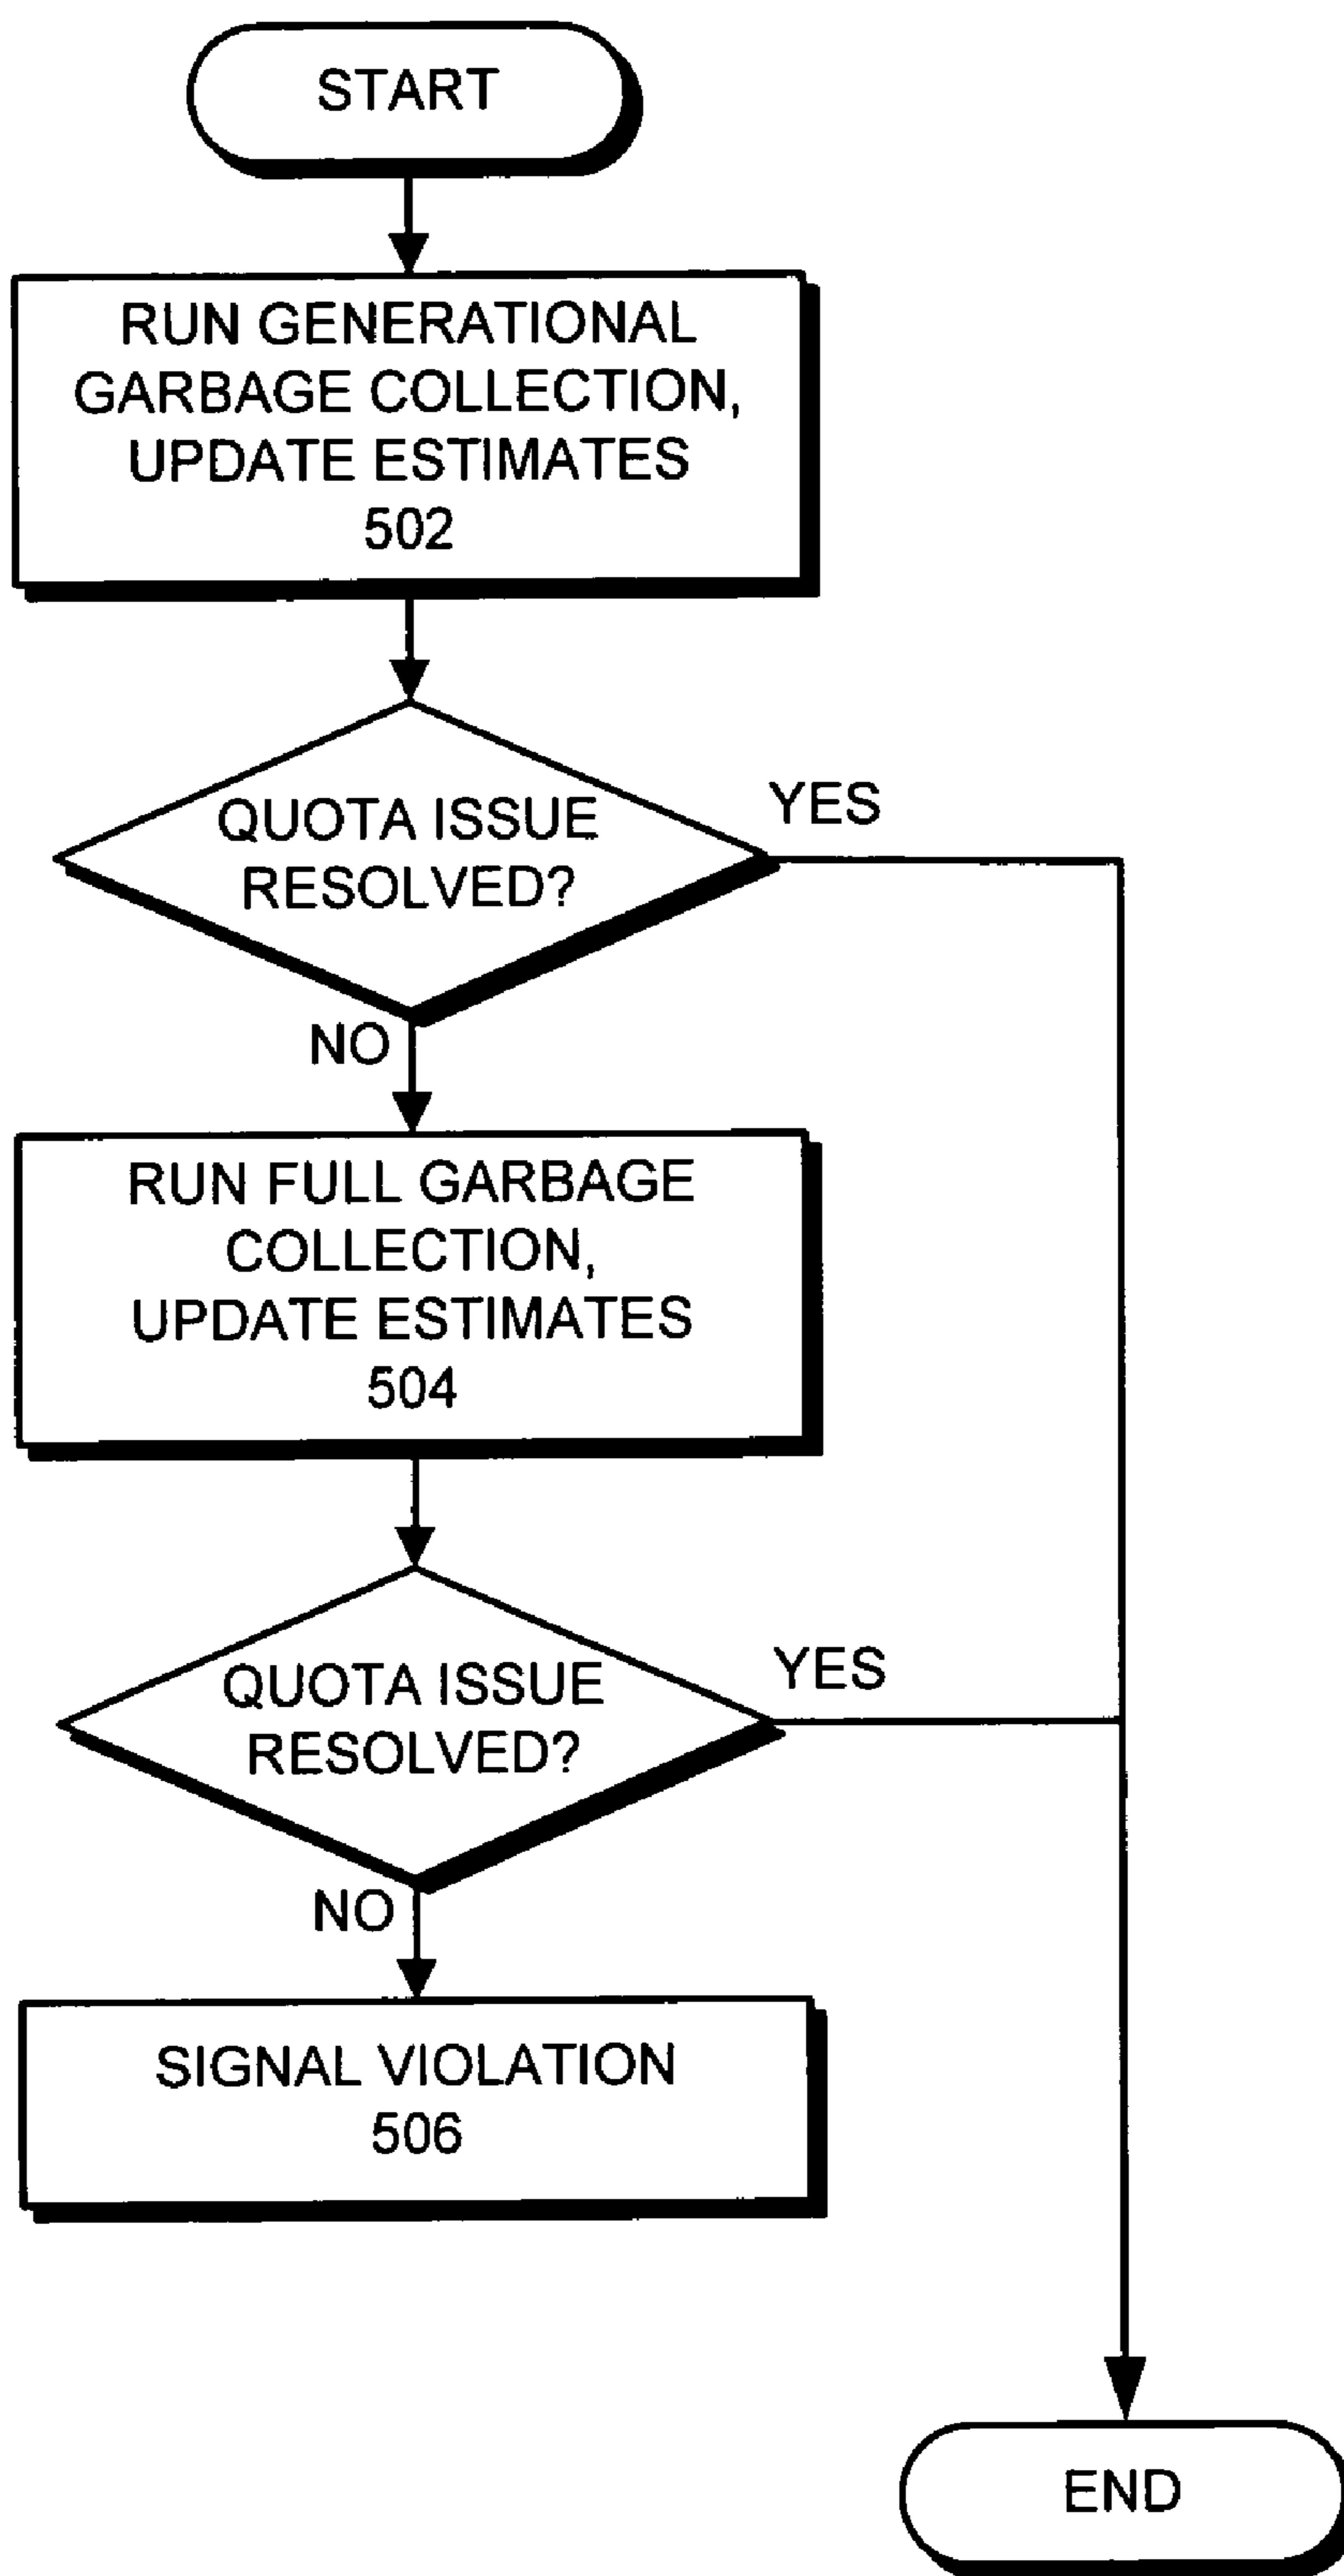 START
RUN GENERATIONAL
GARBAGE COLLECTION,
UPDATE ESTIMATES
502
QUOTA ISSUE
RESOLVED?
YES
NO
RUN FULL GARBAGE
COLLECTION,
UPDATE ESTIMATES
504
QUOTA ISSUE
RESOLVED?
YES
NO
SIGNAL VIOLATION
506
END